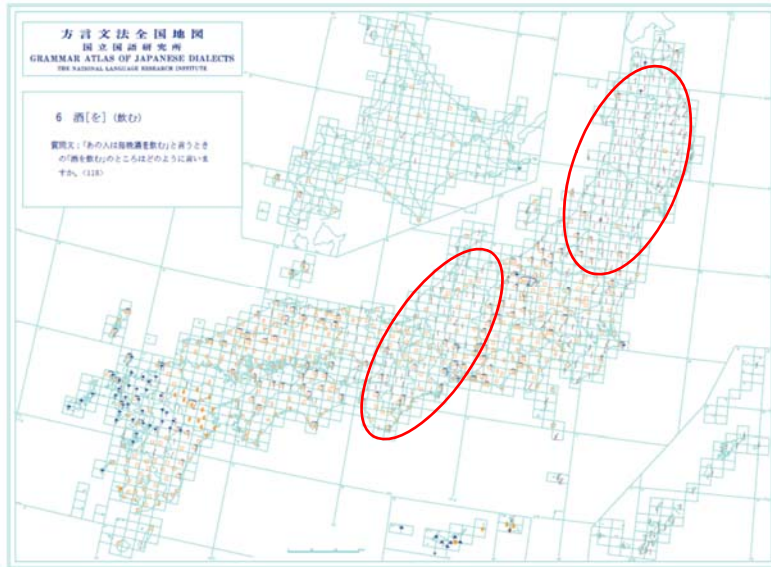 方言文法全国地図
国立国語研究所
GRAMMAR ATLAS OF JAPANESE DIALECTS
THE NATIONAL LANGUAGE RESEARCH INSTITUTE
6 酒[を](飲む)
質問文:「あの人は毎晩酒を飲む」と言うとき
の「酒を飲む」のところはどのように言いま
すか。〈118〉